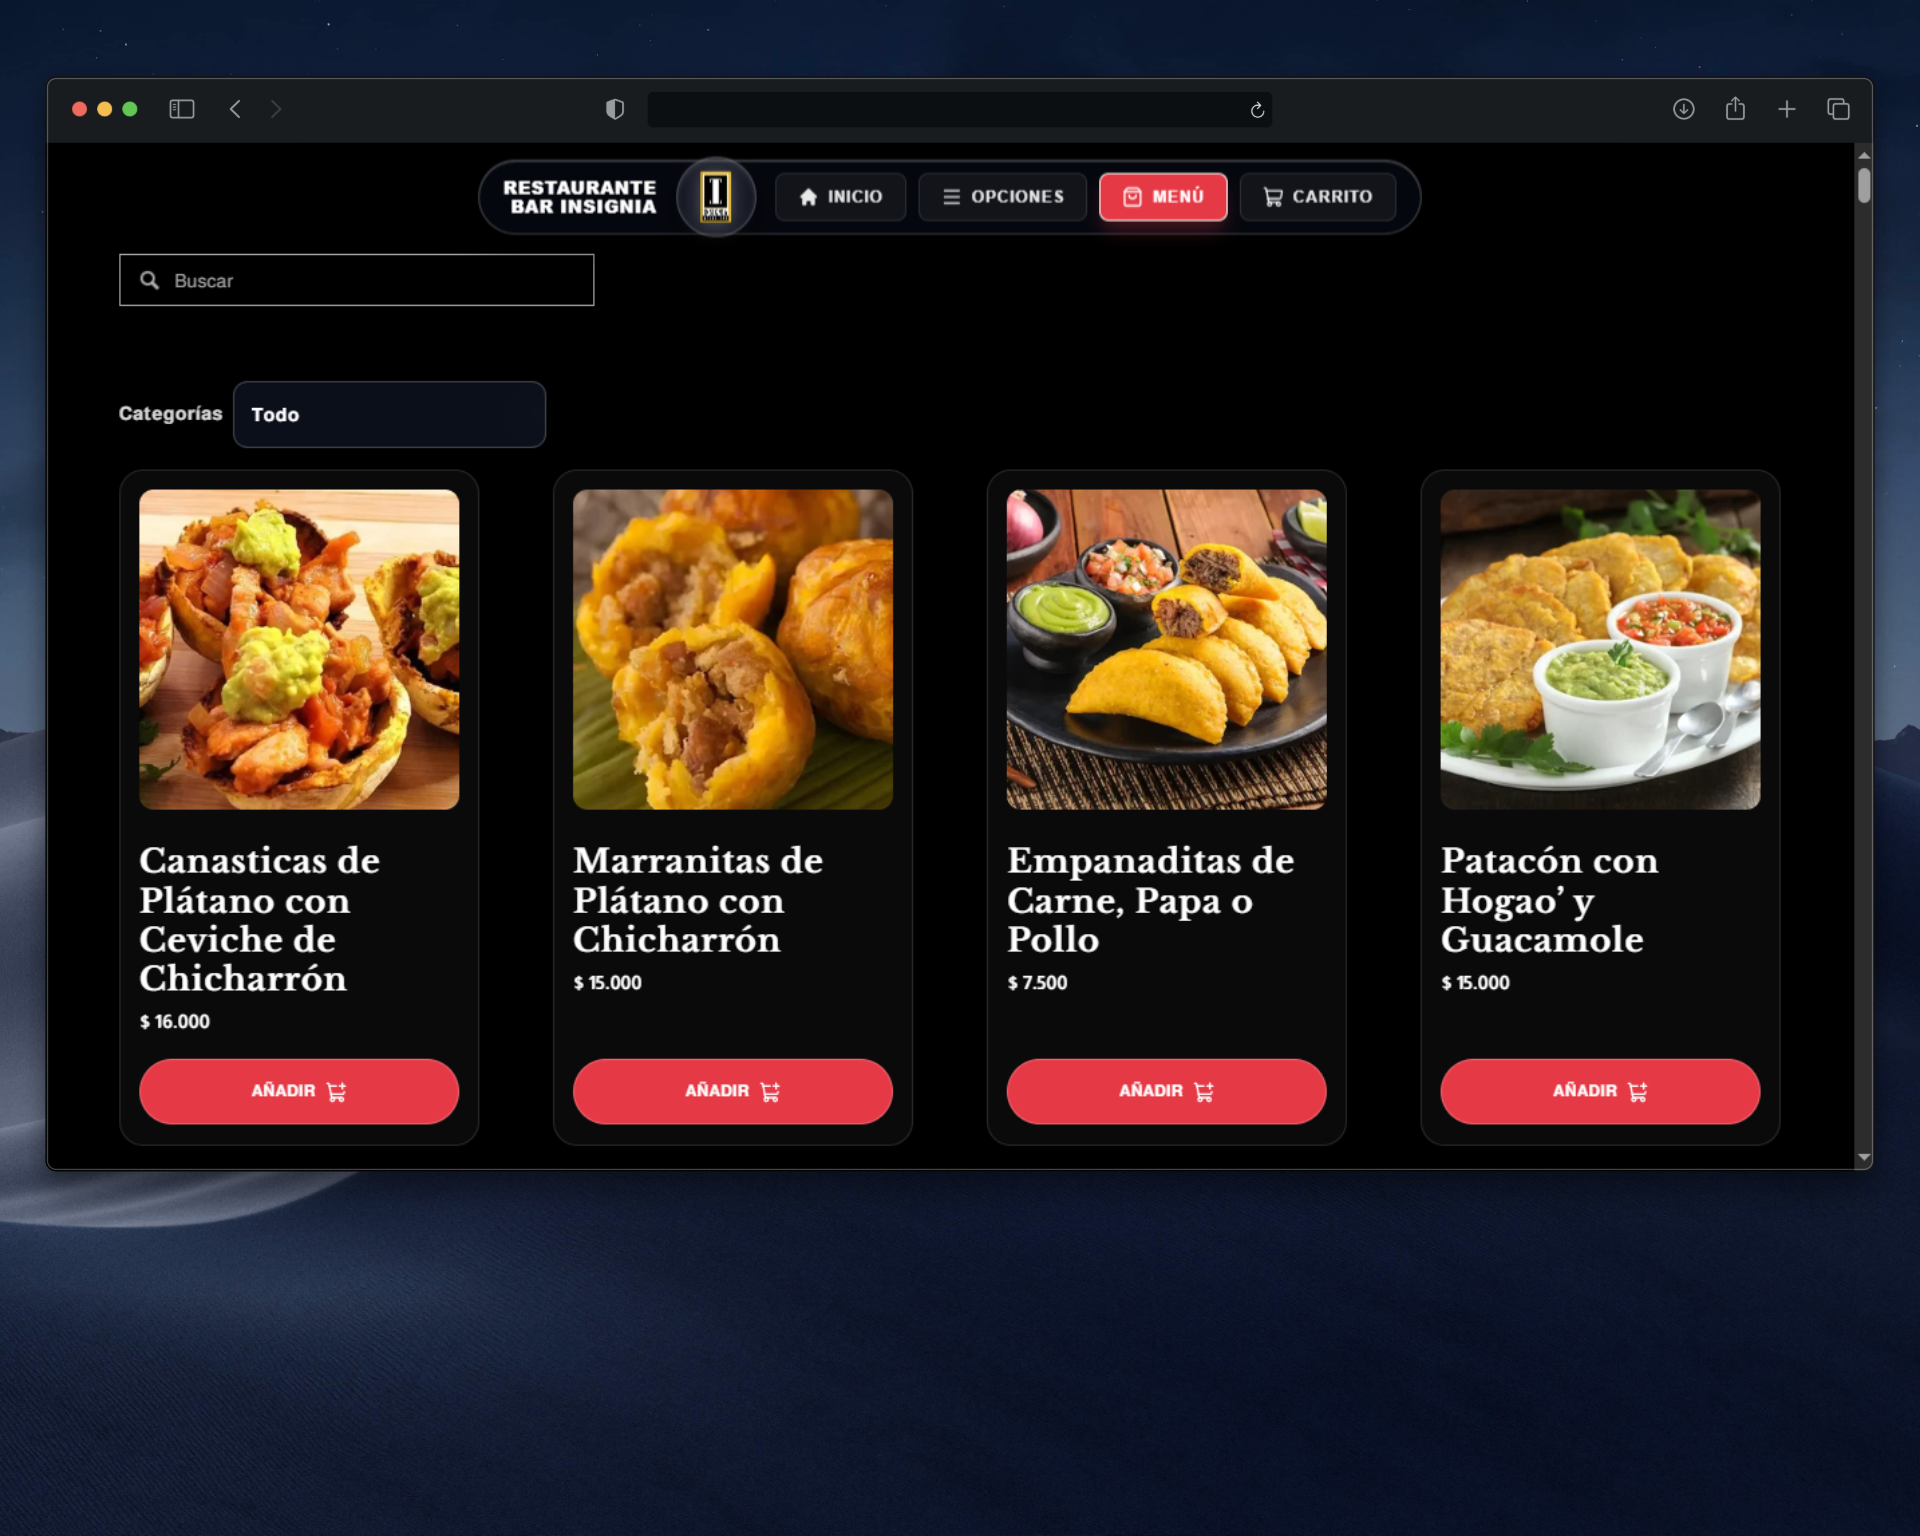 RESTAURANTE
BAR INSIGNIA
INICIO
OPCIONES
MENÚ
CARRITO
Buscar
Categorías
Todo
Canasticas de
Plátano con
Ceviche de
Chicharrón
$ 16.000
AÑADIR
Marranitas de
Plátano con
Chicharrón
$ 15.000
AÑADIR
Empanaditas de
Carne, Papa o
Pollo
$ 7.500
AÑADIR
Patacón con
Hogao’ y
Guacamole
$ 15.000
AÑADIR